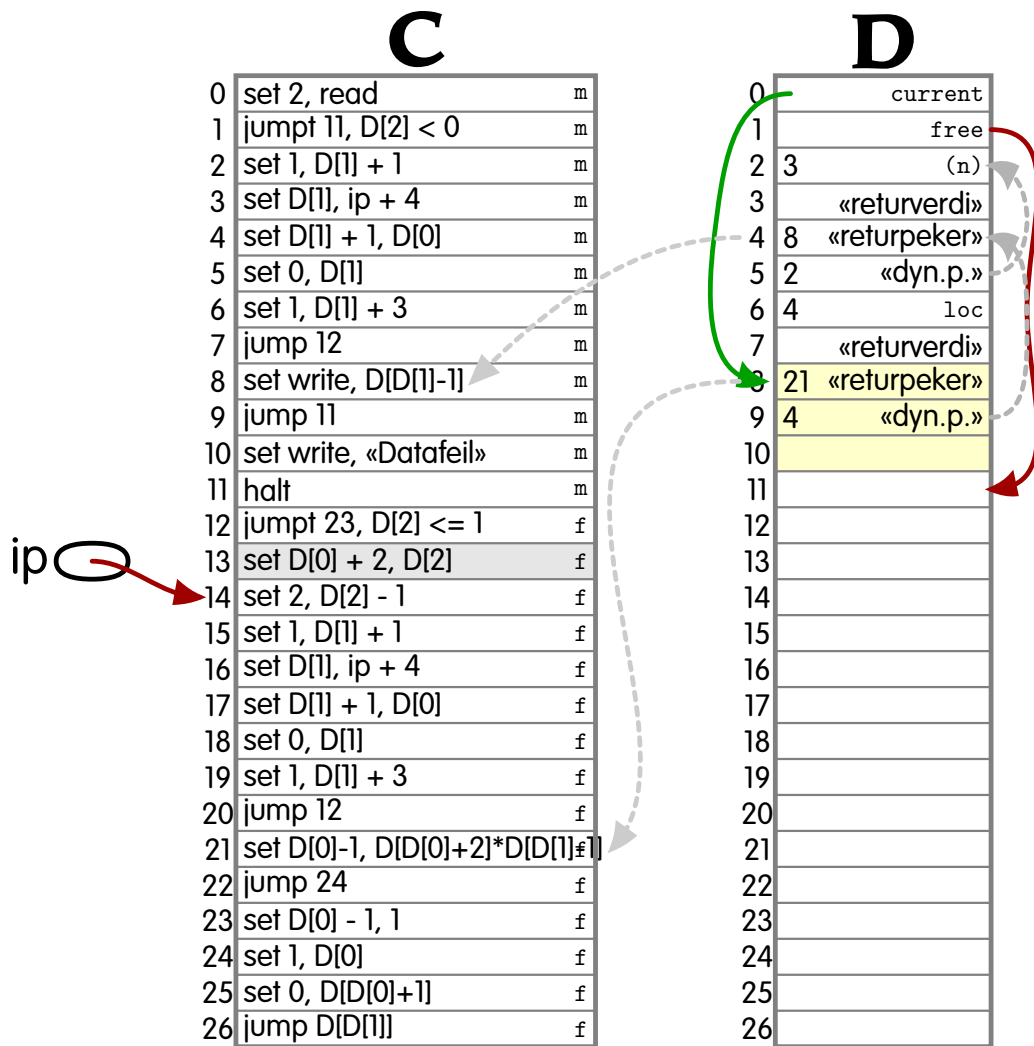 C D
0 set 2, read m 0 current
1 jumpt 11, D[2] < 0 m 1 free
2 set 1, D[1] + 1 m 2 3 (n)
3 set D[1], ip + 4 m 3 «returverdi»
4 set D[1] + 1, D[0] m 4 8 «returpeker»
5 set 0, D[1] m 5 2 «dyn.p.»
6 set 1, D[1] + 3 m 6 4 loc
7 jump 12 m 7 «returverdi»
8 set write, D[D[1]-1] m 8 21 «returpeker»
9 jump 11 m 9 4 «dyn.p.»
10 set write, «Datafeil» m 10
11 halt m 11
12 jumpt 23, D[2] <= 1 f 12
ip 13 set D[0] + 2, D[2] f 13
14 set 2, D[2] - 1 f 14
15 set 1, D[1] + 1 f 15
16 set D[1], ip + 4 f 16
17 set D[1] + 1, D[0] f 17
18 set 0, D[1] f 18
19 set 1, D[1] + 3 f 19
20 jump 12 f 20
21 set D[0]-1, D[D[0]+2]*D[D[1]-1] f 21
22 jump 24 f 22
23 set D[0] - 1, 1 f 23
24 set 1, D[0] f 24
25 set 0, D[D[0]+1] f 25
26 jump D[D[1]] f 26